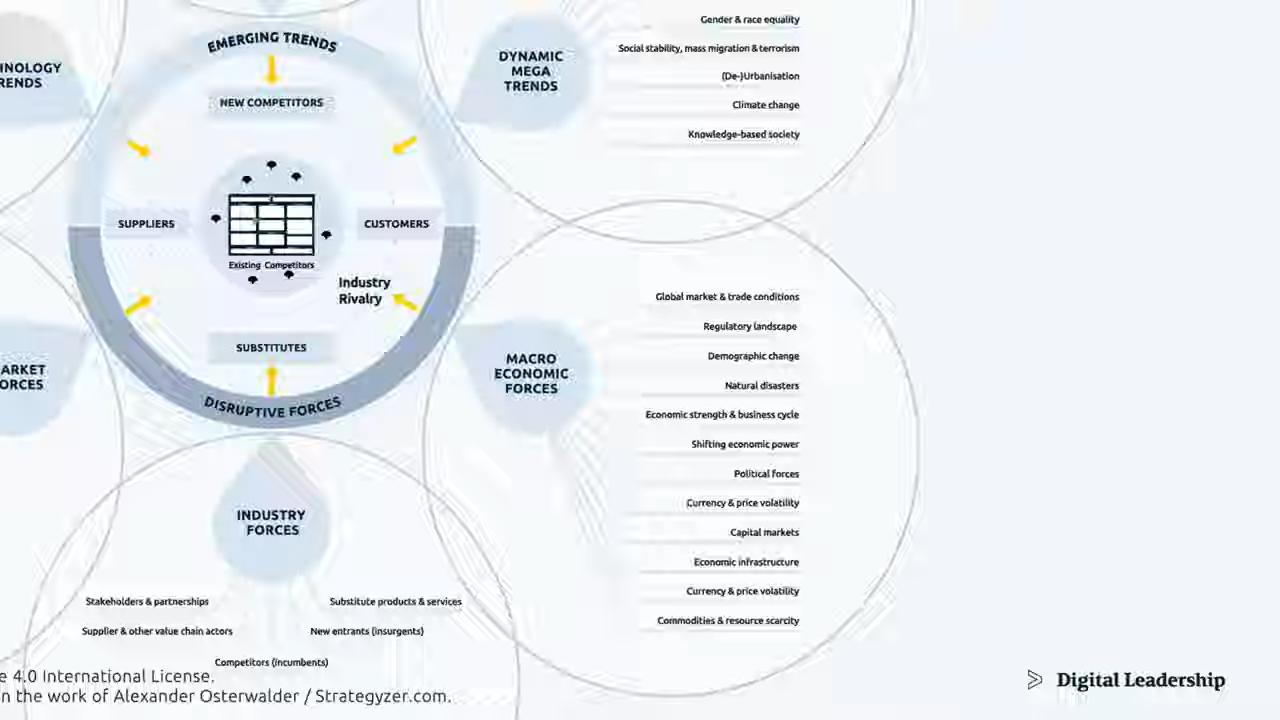 EMERGING TRENDS
NEW COMPETITORS
SUPPLIERS
CUSTOMERS
Existing Competitors
Industry
Rivalry
SUBSTITUTES
DISRUPTIVE FORCES
NOLOGY
RENDS
DYNAMIC
MEGA
TRENDS
Gender & race equality
Social stability, mass migration & terrorism
(De-)Urbanisation
Climate change
Knowledge-based society
ARKET
ORCES
MACRO
ECONOMIC
FORCES
Global market & trade conditions
Regulatory landscape
Demographic change
Natural disasters
Economic strength & business cycle
Shifting economic power
Political forces
Currency & price volatility
Capital markets
Economic infrastructure
Currency & price volatility
Commodities & resource scarcity
INDUSTRY
FORCES
Stakeholders & partnerships
Substitute products & services
Supplier & other value chain actors
New entrants (insurgents)
Competitors (incumbents)
e 4.0 International License.
n the work of Alexander Osterwalder / Strategyzer.com.
Digital Leadership